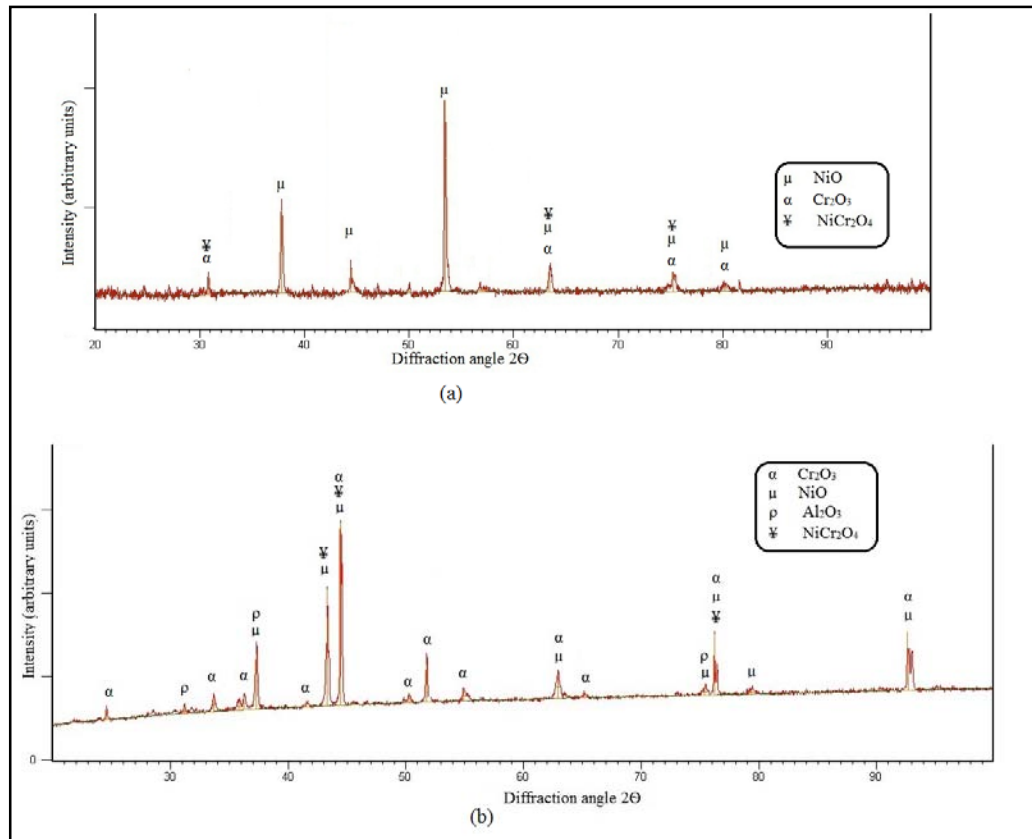 Intensity (arbitrary units)
μ
μ
μ
¥
α
¥
μ
α
¥
μ
α
μ
α
μ NiO
α Cr₂O₃
¥ NiCr₂O₄
20 30 40 50 60 70 80 90
Diffraction angle 2Θ
(a)
Intensity (arbitrary units)
α Cr₂O₃
μ NiO
ρ Al₂O₃
¥ NiCr₂O₄
α
¥
μ
¥
μ
ρ
μ
α
ρ
α
α
α
α
α
α
α
μ
α
ρ
μ
α
μ
¥
μ
α
μ
0
30 40 50 60 70 80 90
Diffraction angle 2Θ
(b)